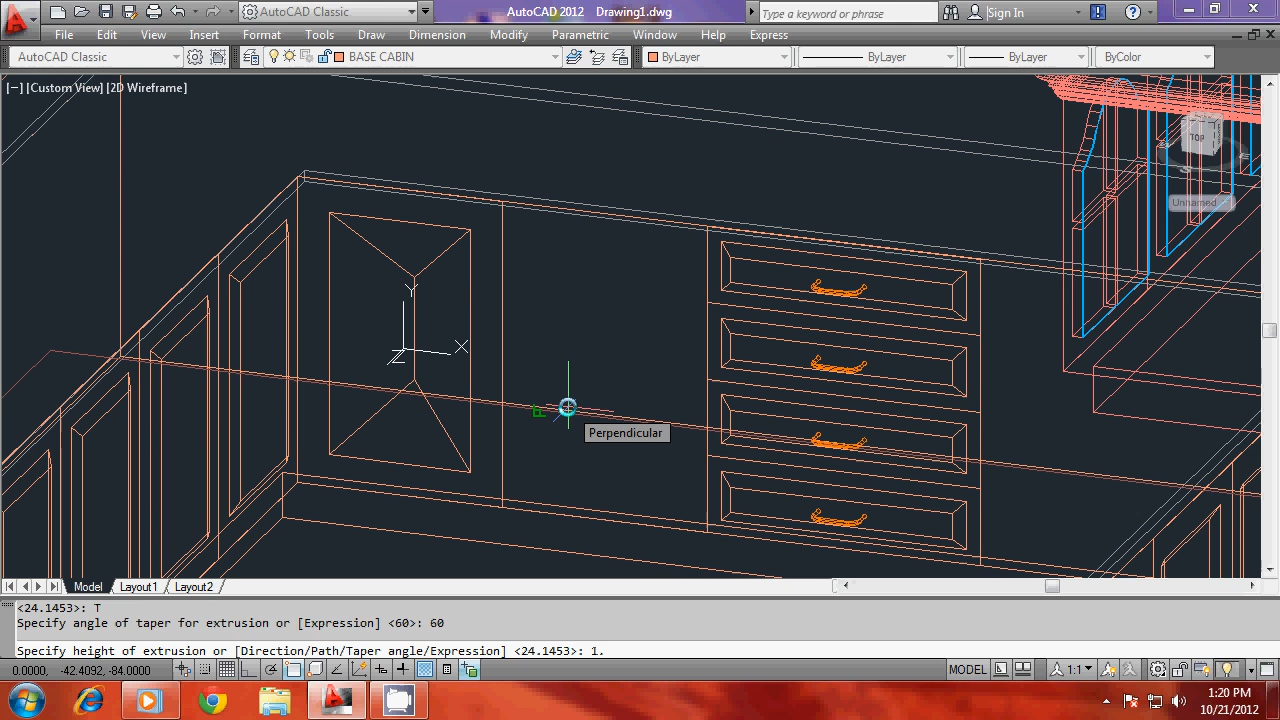 AutoCAD Classic
AutoCAD 2012 Drawing1.dwg
Type a keyword or phrase
Sign In
File Edit View Insert Format Tools Draw Dimension Modify Parametric Window Help Express
AutoCAD Classic
BASE CABIN
ByLayer
ByLayer
ByLayer
ByColor
[−] [Custom View] [2D Wireframe]
TOP
Unnamed
Y
X
Z
Perpendicular
Model Layout1 Layout2
<24.1453>: T
Specify angle of taper for extrusion or [Expression] <60>: 60
Specify height of extrusion or [Direction/Path/Taper angle/Expression] <24.1453>: 1.
0.0000, -42.4092, -84.0000
MODEL
1:1
1:20 PM
10/21/2012